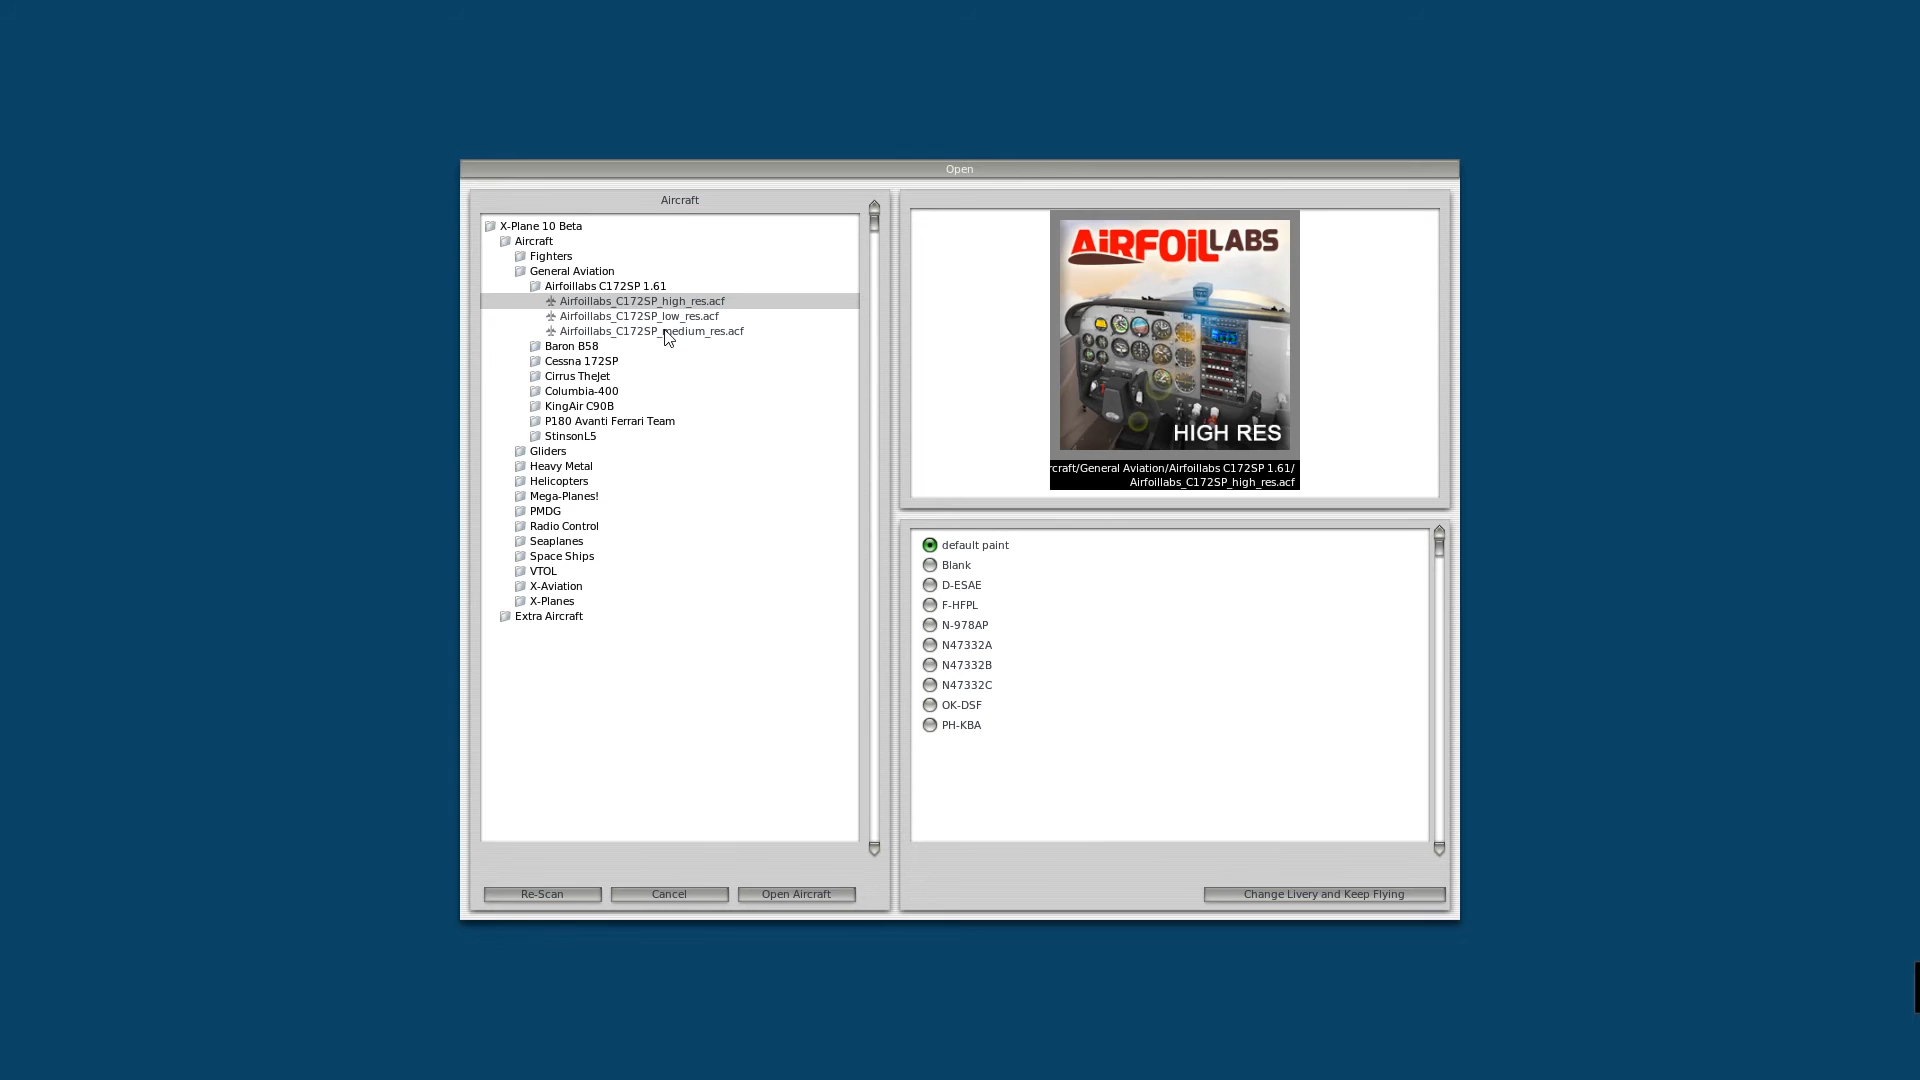 Open
Aircraft
X-Plane 10 Beta
Aircraft
Fighters
General Aviation
Airfoillabs C172SP 1.61
Airfoillabs_C172SP_high_res.acf
Airfoillabs_C172SP_low_res.acf
Airfoillabs_C172SP_medium_res.acf
Baron B58
Cessna 172SP
Cirrus TheJet
Columbia-400
KingAir C90B
P180 Avanti Ferrari Team
StinsonL5
Gliders
Heavy Metal
Helicopters
Mega-Planes!
PMDG
Radio Control
Seaplanes
Space Ships
VTOL
X-Aviation
X-Planes
Extra Aircraft
Re-Scan
Cancel
Open Aircraft
AiRFOiLLABS
HIGH RES
rcraft/General Aviation/Airfoillabs C172SP 1.61/
Airfoillabs_C172SP_high_res.acf
default paint
Blank
D-ESAE
F-HFPL
N-978AP
N47332A
N47332B
N47332C
OK-DSF
PH-KBA
Change Livery and Keep Flying